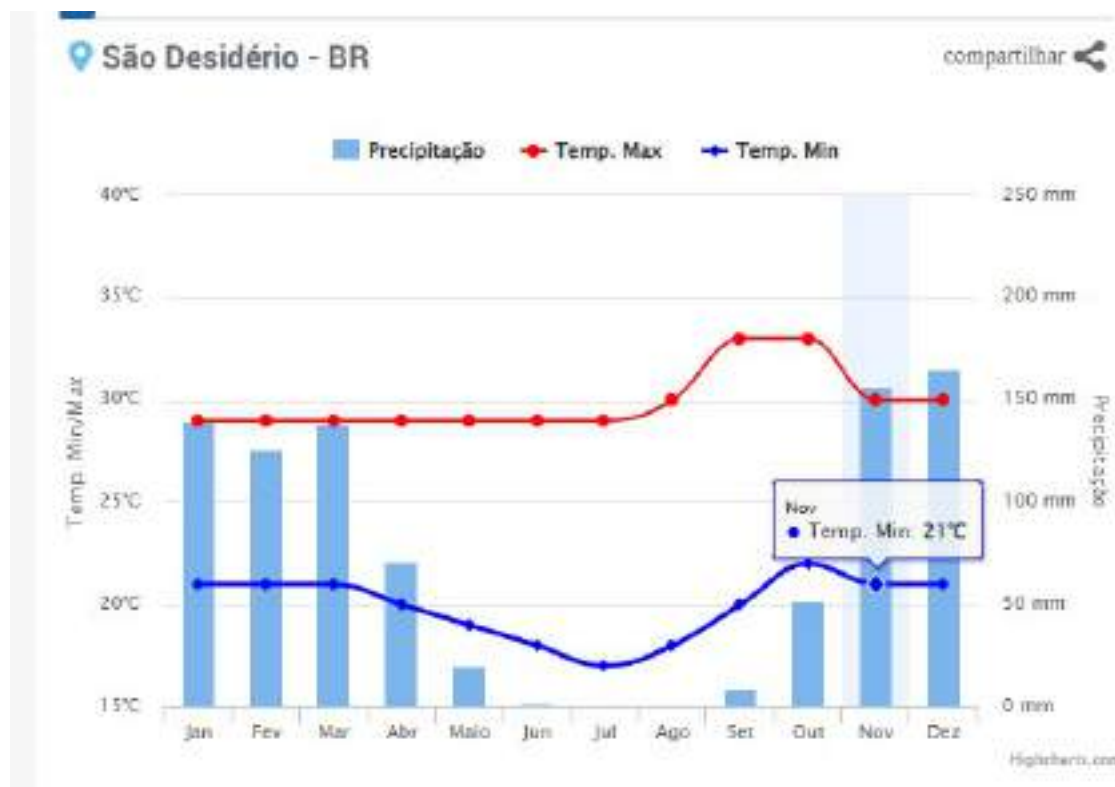 São Desidério - BR
compartilhar
Precipitação Temp. Max Temp. Min
40°C 250 mm
35°C 200 mm
30°C 150 mm
25°C 100 mm
20°C 50 mm
15°C 0 mm
Temp. Min/Max
Precipitação
Nov
Temp. Min: 21°C
Jan Fev Mar Abr Maio Jun Jul Ago Set Out Nov Dez
Highcharts.com